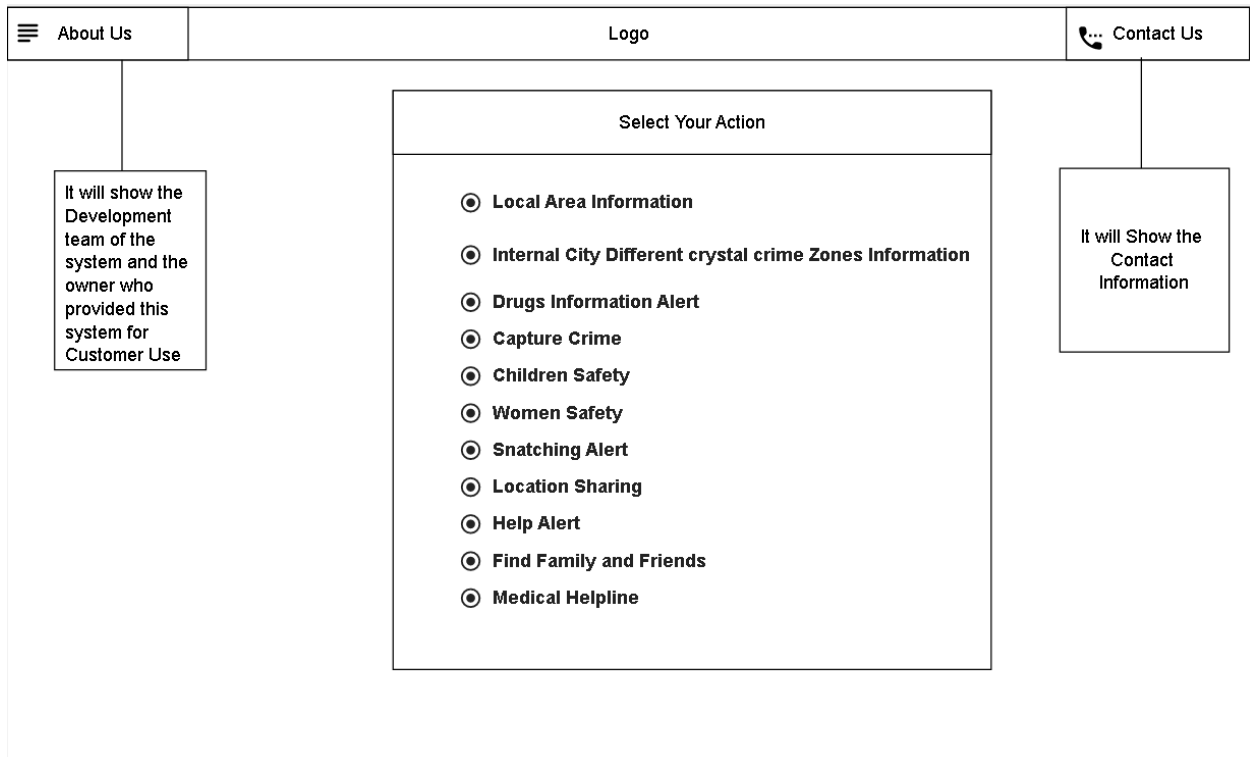 About Us
Logo
Contact Us
Select Your Action
It will show the
Development
team of the
system and the
owner who
provided this
system for
Customer Use
Local Area Information
Internal City Different crystal crime Zones Information
Drugs Information Alert
Capture Crime
Children Safety
Women Safety
Snatching Alert
Location Sharing
Help Alert
Find Family and Friends
Medical Helpline
It will Show the
Contact
Information